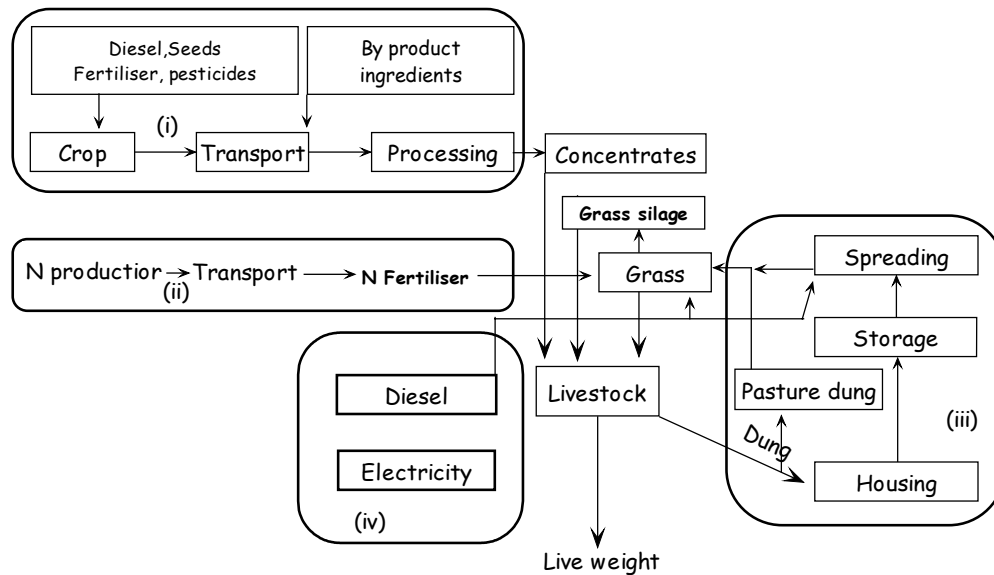 Diesel,Seeds
Fertiliser, pesticides
By product
ingredients
(i)
Crop
Transport
Processing
Concentrates
Grass silage
N productior
Transport
N Fertiliser
(ii)
Grass
Spreading
Storage
Diesel
Livestock
Pasture dung
(iii)
Dung
Electricity
Housing
(iv)
Live weight